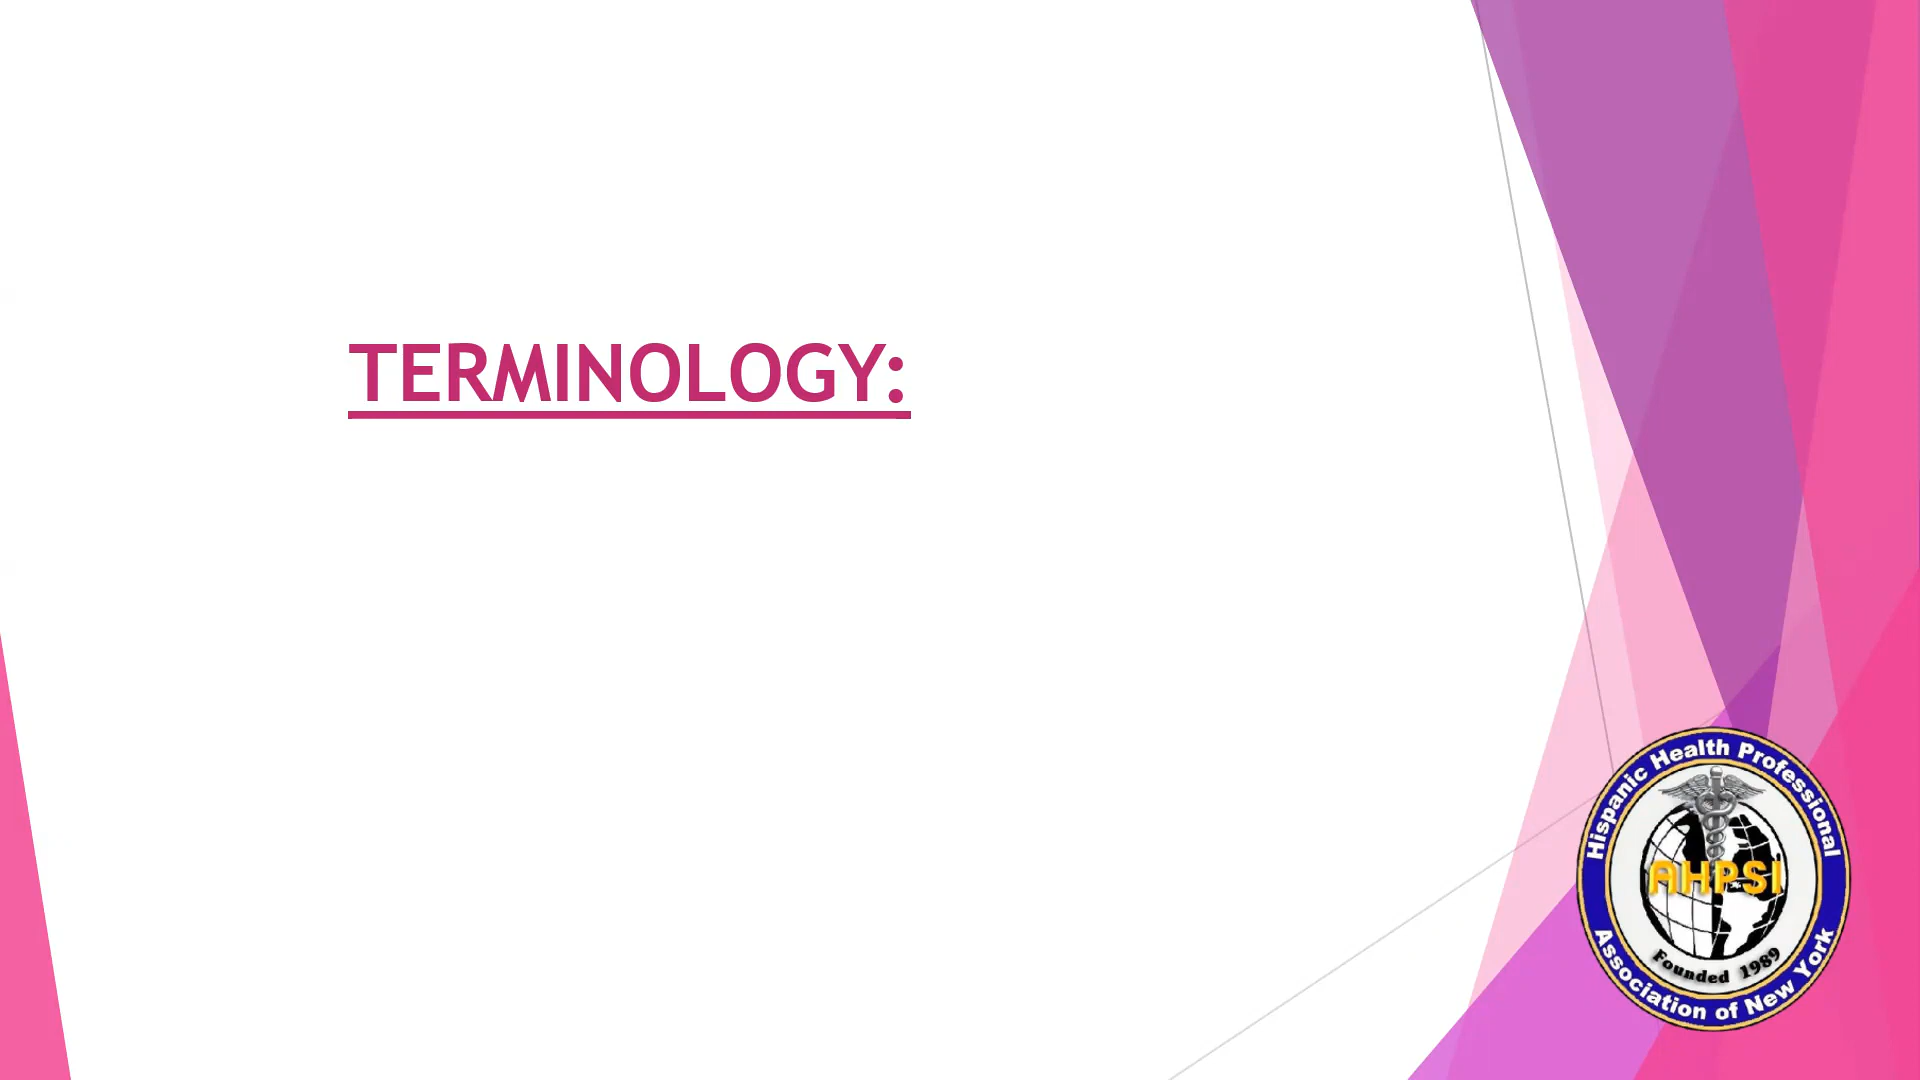 TERMINOLOGY:
Hispanic Health Professional
AHPSI
Founded 1989
Association of New York